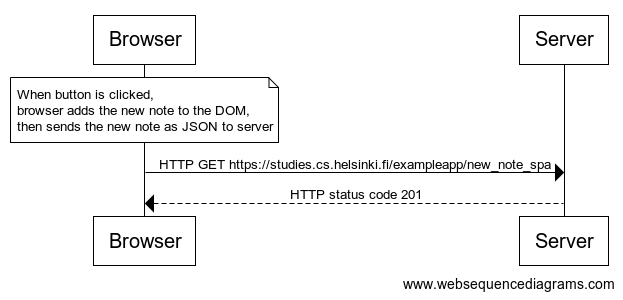 Browser
Server
When button is clicked,
browser adds the new note to the DOM,
then sends the new note as JSON to server
HTTP GET https://studies.cs.helsinki.fi/exampleapp/new_note_spa
HTTP status code 201
Browser
Server
www.websequencediagrams.com